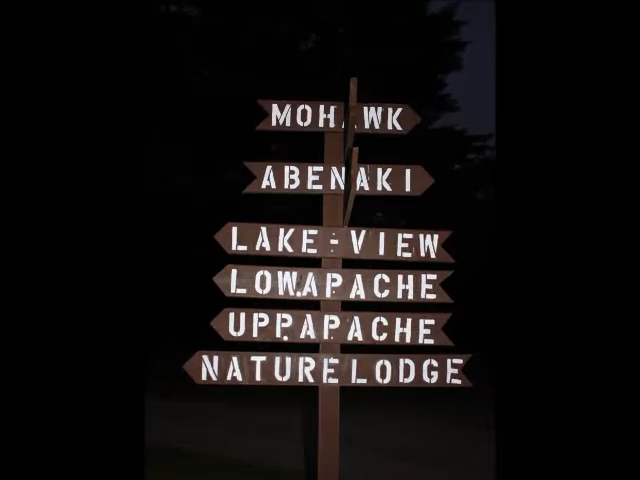 MOHAWK
ABENAKI
LAKE-VIEW
LOW.APACHE
UPP.APACHE
NATURE LODGE